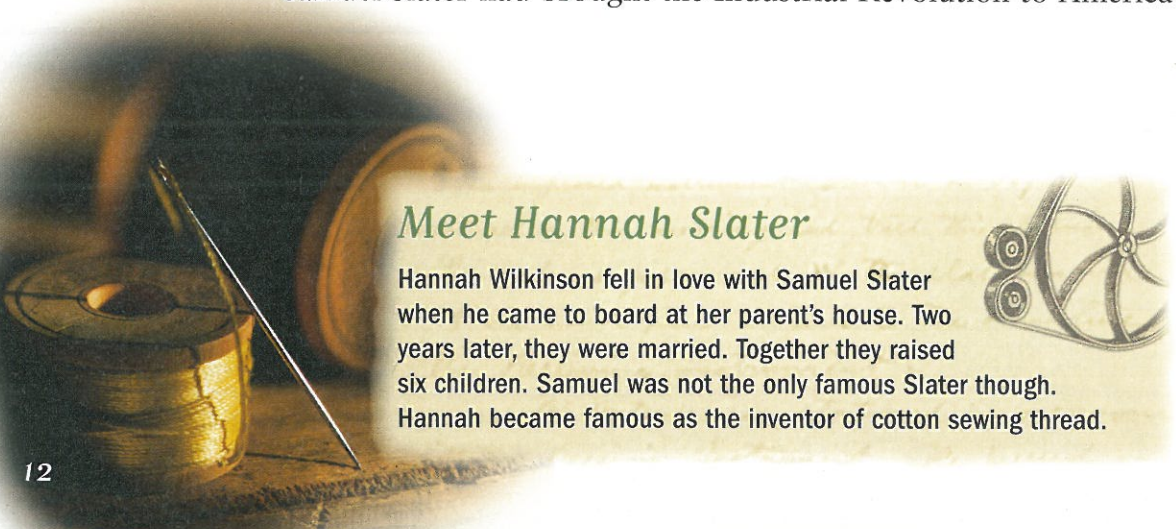 Slater had brought the Industrial Revolution to America
Meet Hannah Slater
Hannah Wilkinson fell in love with Samuel Slater
when he came to board at her parent's house. Two
years later, they were married. Together they raised
six children. Samuel was not the only famous Slater though.
Hannah became famous as the inventor of cotton sewing thread.
12